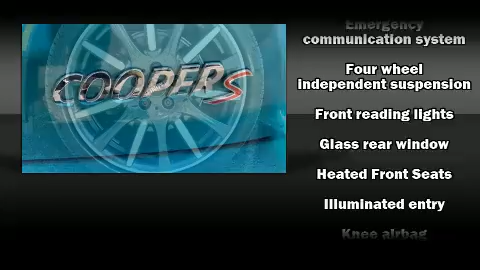 COOPER S
Emergency
communication system
Four wheel
independent suspension
Front reading lights
Glass rear window
Heated Front Seats
Illuminated entry
Knee airbag